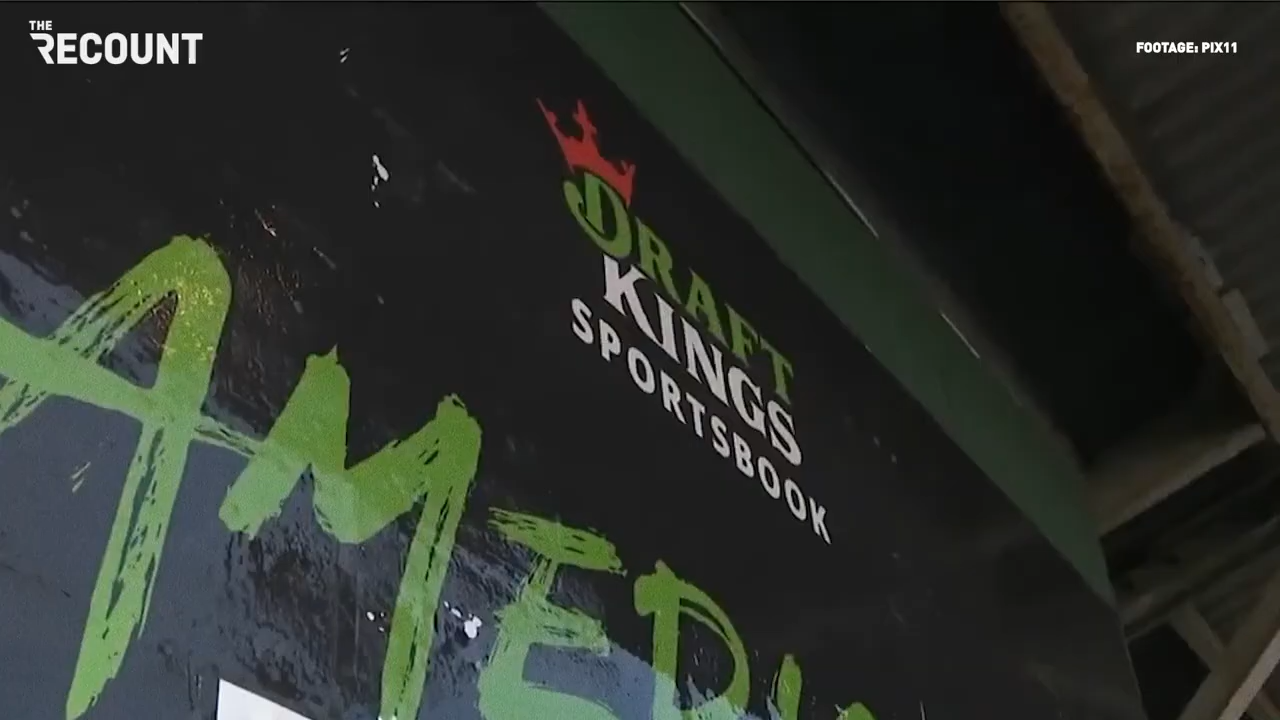 THE
RECOUNT
FOOTAGE: PIX11
DRAFT
KINGS
SPORTSBOOK